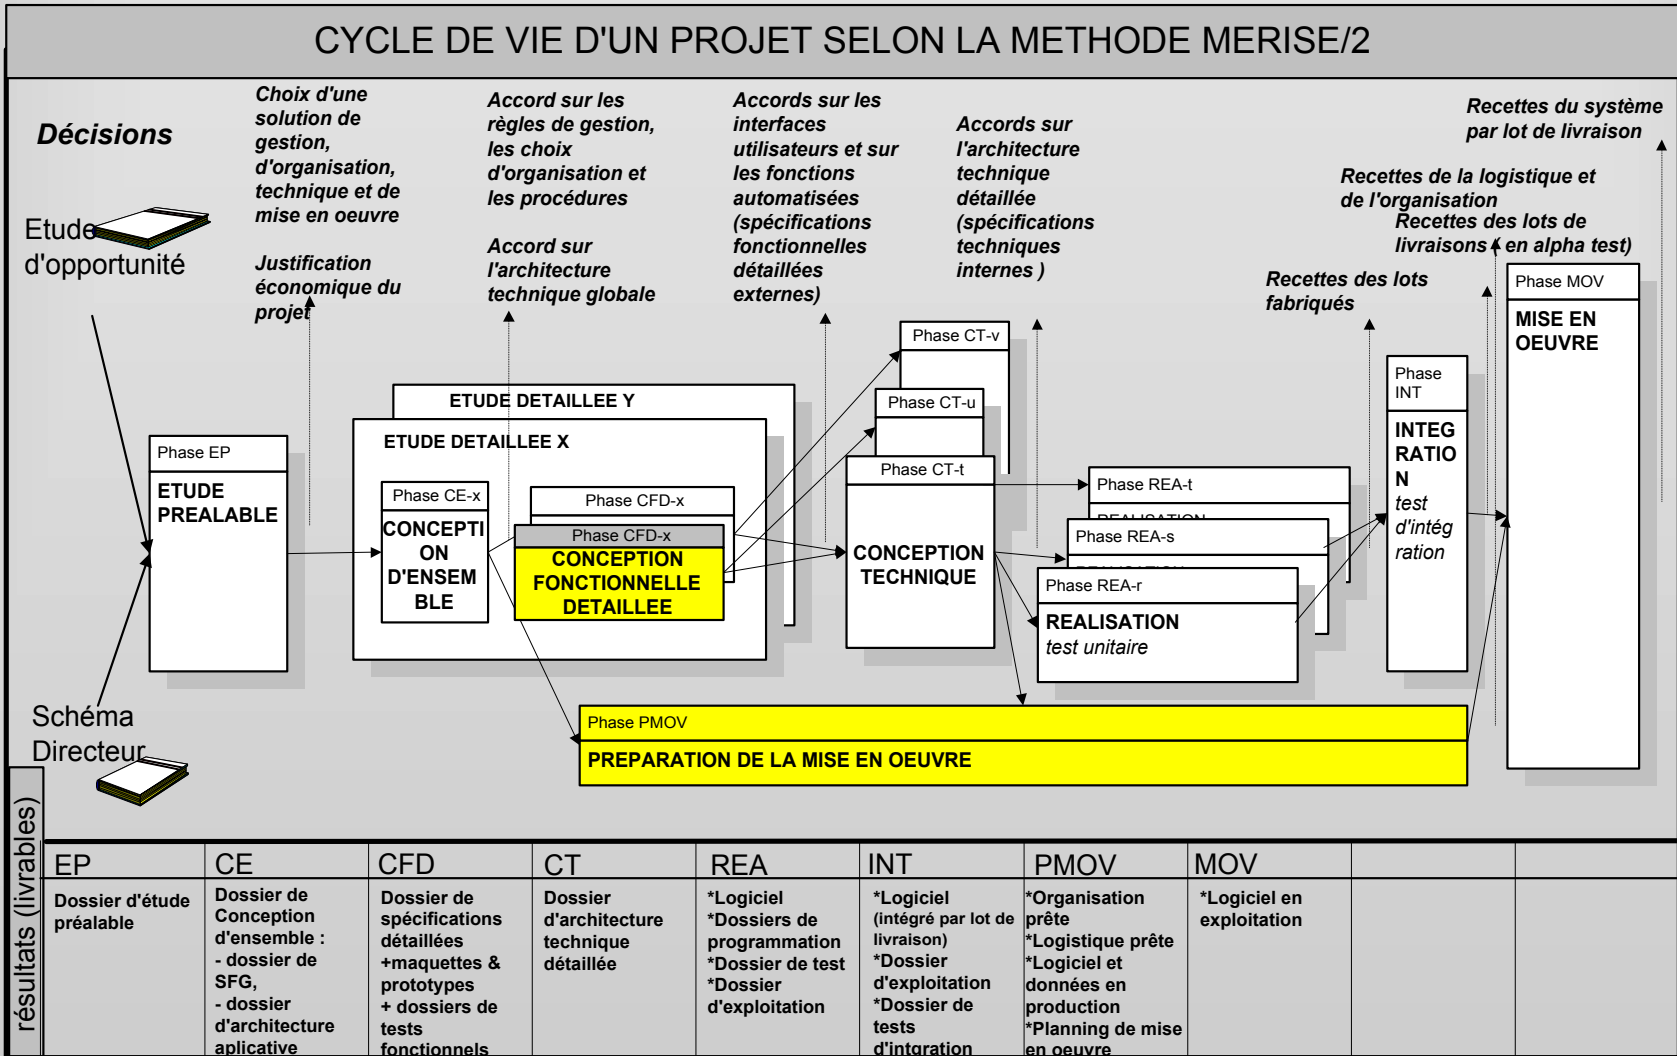 CYCLE DE VIE D'UN PROJET SELON LA METHODE MERISE/2
Décisions
Choix d'une
solution de
gestion,
d'organisation,
technique et de
mise en oeuvre
Justification
économique du
projet
Accord sur les
règles de gestion,
les choix
d'organisation et
les procédures
Accord sur
l'architecture
technique globale
Accords sur les
interfaces
utilisateurs et sur
les fonctions
automatisées
(spécifications
fonctionnelles
détaillées
externes)
Accords sur
l'architecture
technique
détaillée
(spécifications
techniques
internes )
Recettes du système
par lot de livraison
Recettes de la logistique et
de l'organisation
Recettes des lots de
livraisons ( en alpha test)
Recettes des lots
fabriqués
Etude
d'opportunité
Schéma
Directeur
Phase EP
ETUDE
PREALABLE
ETUDE DETAILLEE Y
ETUDE DETAILLEE X
Phase CE-x
CONCEPTI
ON
D'ENSEM
BLE
Phase CFD-x
Phase CFD-x
CONCEPTION
FONCTIONNELLE
DETAILLEE
Phase CT-v
Phase CT-u
Phase CT-t
CONCEPTION
TECHNIQUE
Phase REA-t
REALISATION
Phase REA-s
REALISATION
Phase REA-r
REALISATION
test unitaire
Phase
INT
INTEG
RATIO
N
test
d'intég
ration
Phase MOV
MISE EN
OEUVRE
Phase PMOV
PREPARATION DE LA MISE EN OEUVRE
résultats (livrables)
EP
Dossier d'étude
préalable
CE
Dossier de
Conception
d'ensemble :
- dossier de
SFG,
- dossier
d'architecture
aplicative
CFD
Dossier de
spécifications
détaillées
+maquettes &
prototypes
+ dossiers de
tests
fonctionnels
CT
Dossier
d'architecture
technique
détaillée
REA
*Logiciel
*Dossiers de
programmation
*Dossier de test
*Dossier
d'exploitation
INT
*Logiciel
(intégré par lot de
livraison)
*Dossier
d'exploitation
*Dossier de
tests
d'intgration
PMOV
*Organisation
prête
*Logistique prête
*Logiciel et
données en
production
*Planning de mise
en oeuvre
MOV
*Logiciel en
exploitation